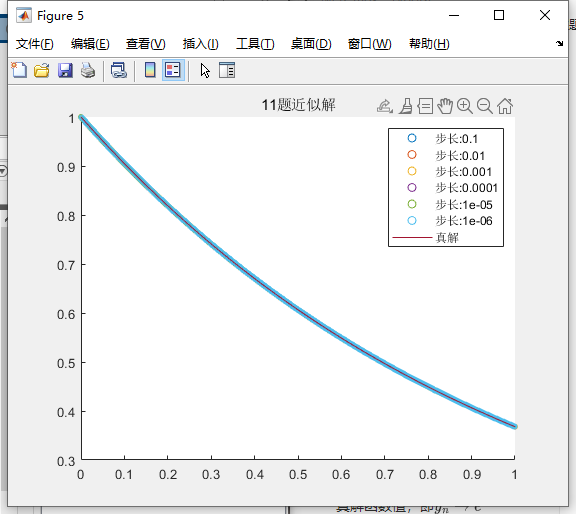 Figure 5
文件(F) 编辑(E) 查看(V) 插入(I) 工具(T) 桌面(D) 窗口(W) 帮助(H)
11题近似解
步长:0.1
步长:0.01
步长:0.001
步长:0.0001
步长:1e-05
步长:1e-06
真解
1
0.9
0.8
0.7
0.6
0.5
0.4
0.3
0 0.1 0.2 0.3 0.4 0.5 0.6 0.7 0.8 0.9 1